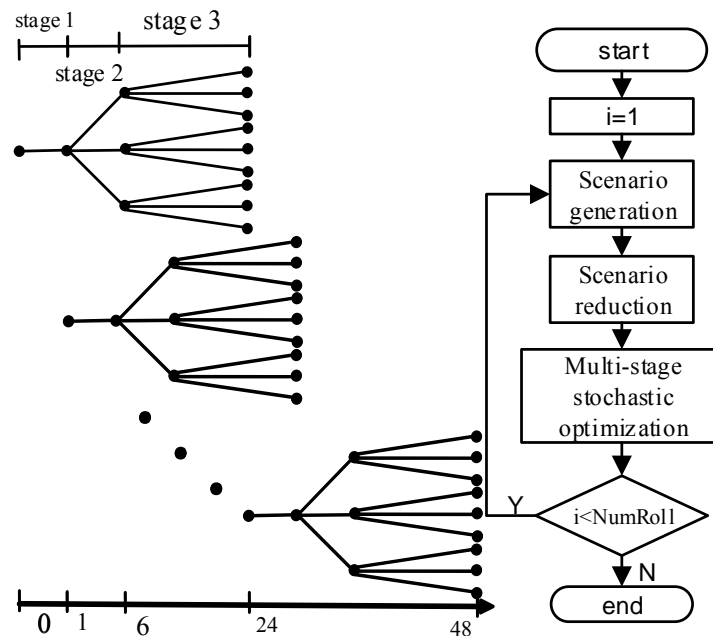 stage 1
stage 2
stage 3
0
1
6
24
48
start
i=1
Scenario
generation
Scenario
reduction
Multi-stage
stochastic
optimization
i<NumRoll
Y
N
end